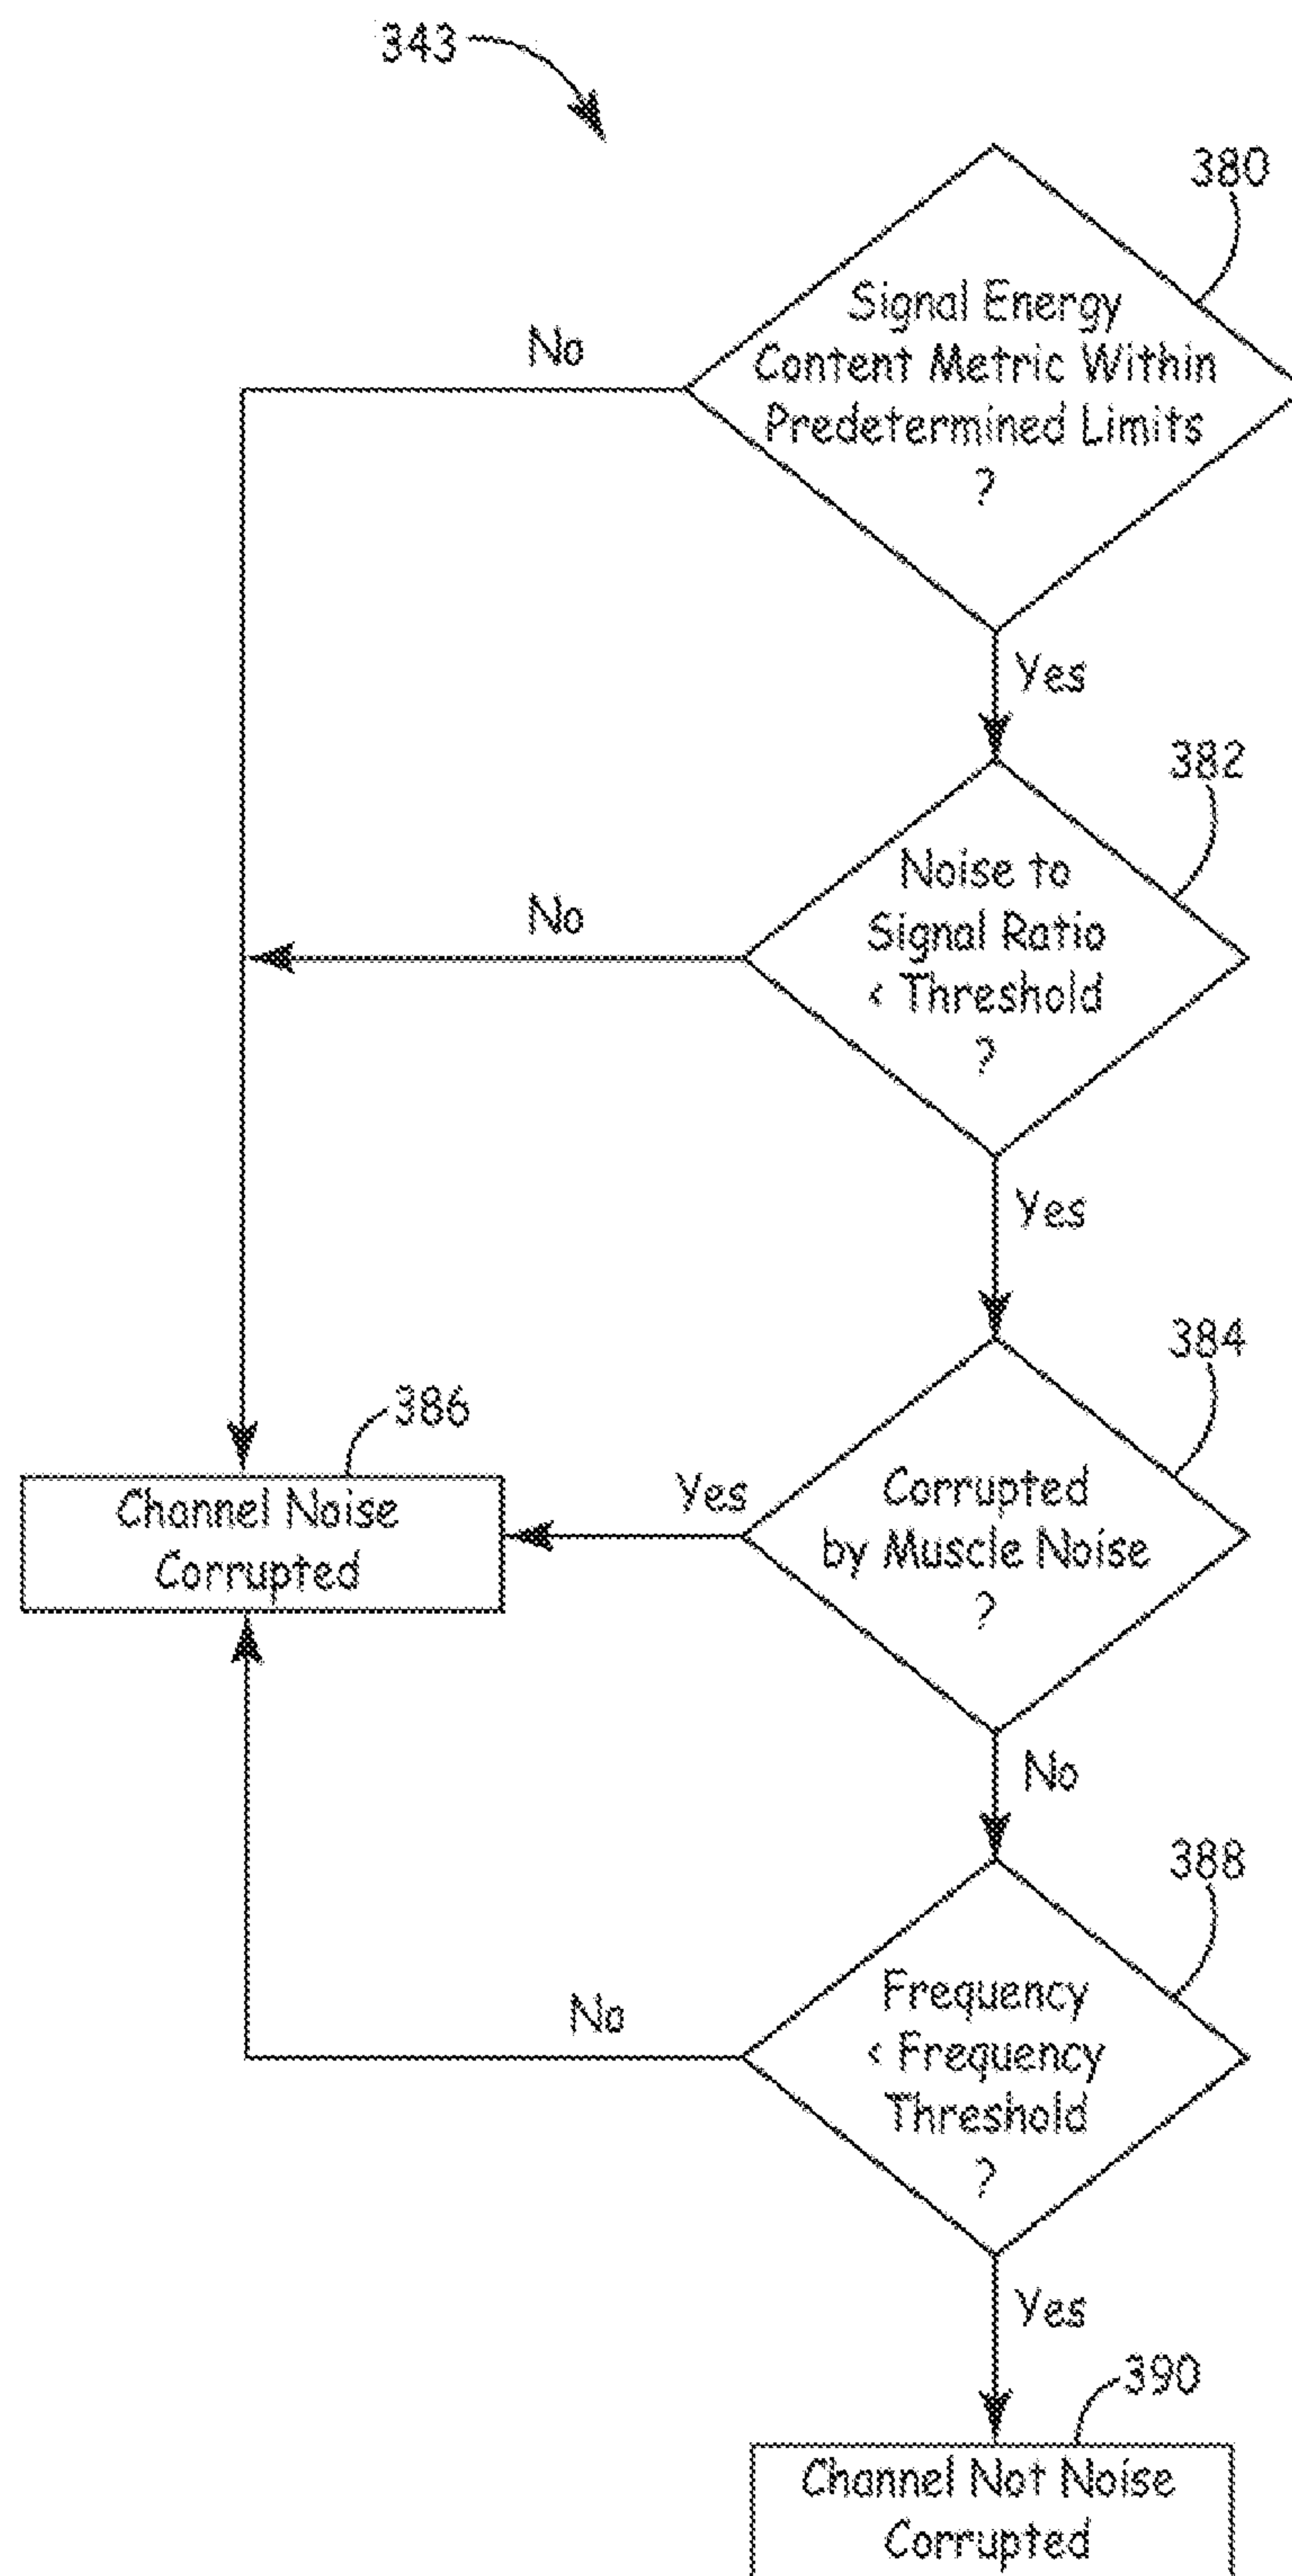 343
380
Signal Energy
Content Metric Within
Predetermined Limits
?
No
Yes
382
Noise to
Signal Ratio
< Threshold
?
No
Yes
384
386
Corrupted
by Muscle Noise
?
Yes
Channel Noise
Corrupted
No
388
Frequency
< Frequency
Threshold
?
No
Yes
390
Channel Not Noise
Corrupted